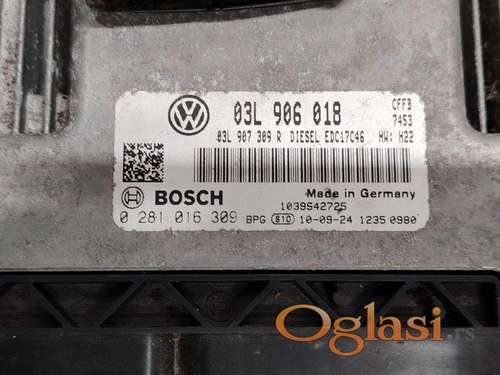 03L 906 018 CFFB
7453
03L 907 309 R DIESEL EDC17C46 HW: H22
BOSCH Made in Germany
1039S42725
0 281 016 309 BPG 810 10-09-24 1235 0980
Oglasi.rs